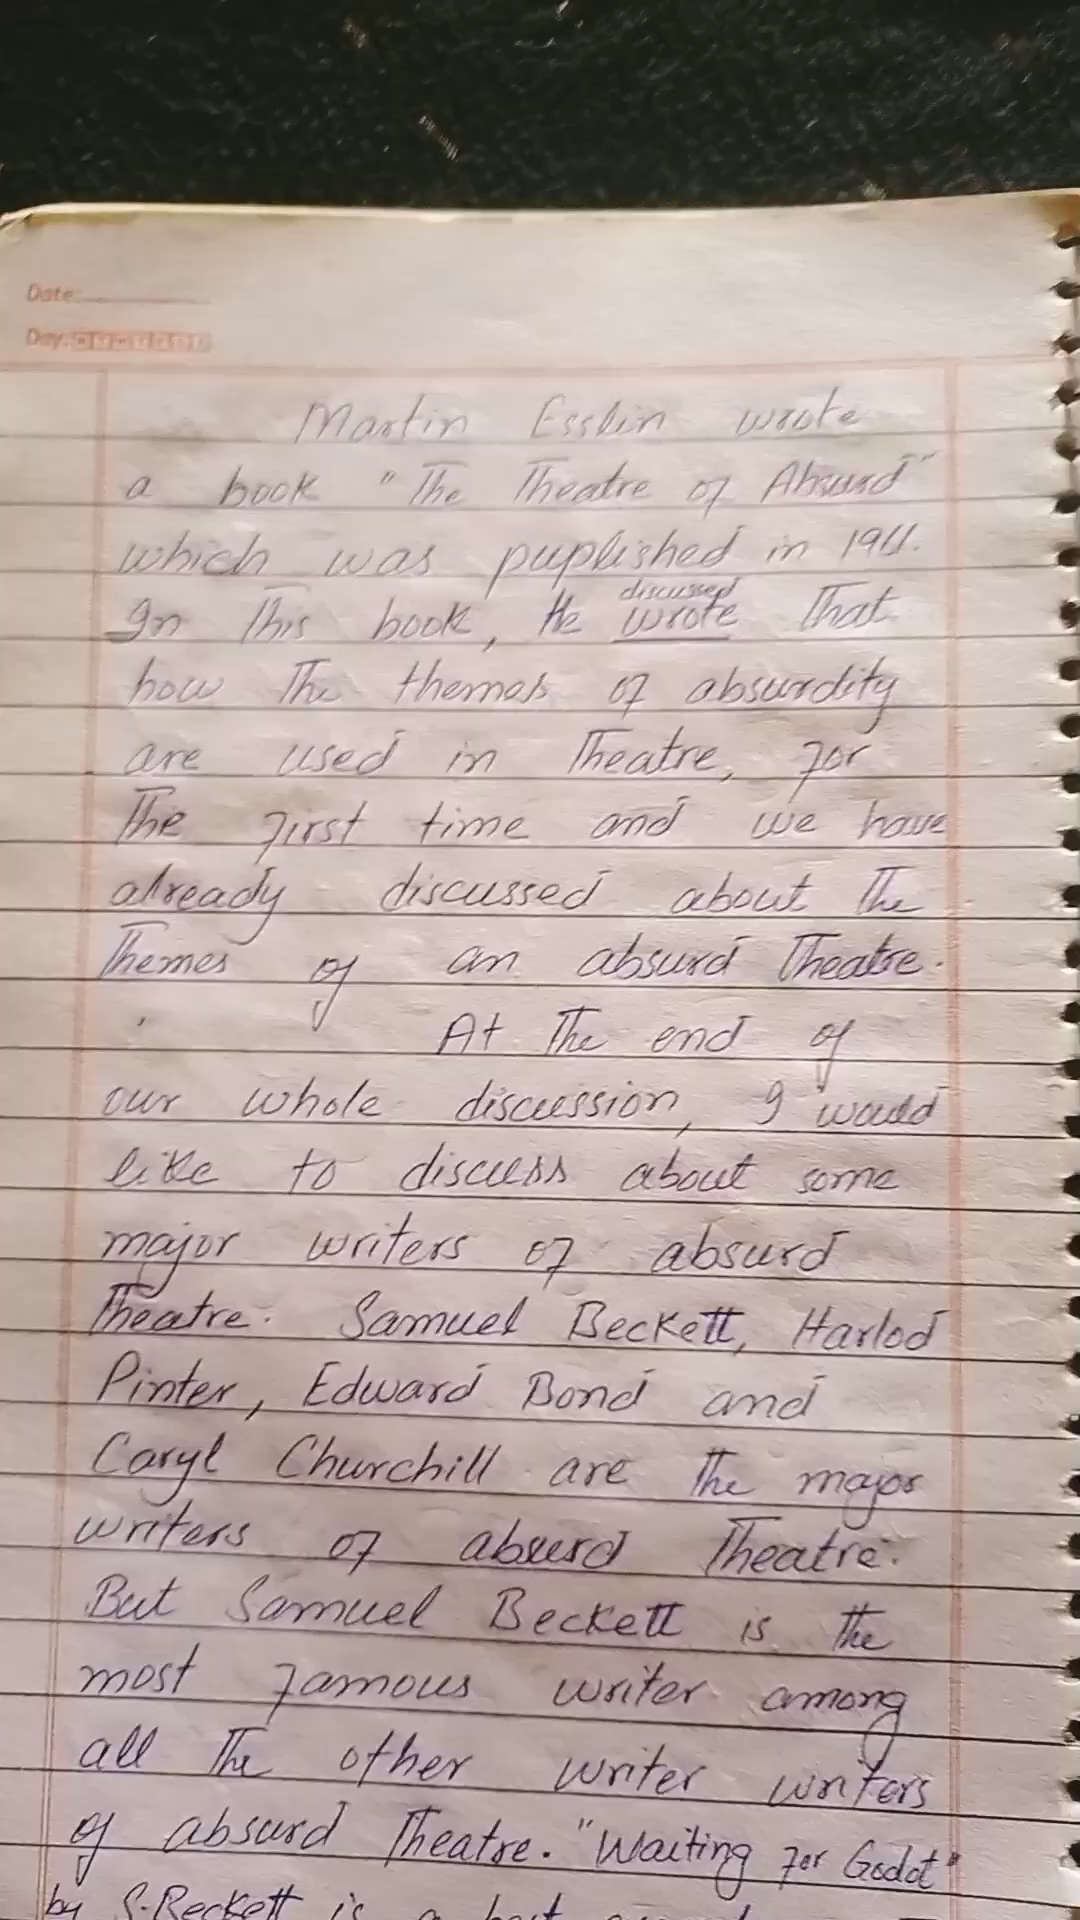 Date:
Day:
Martin Esslin wrote
a book "The Theatre of Absurd"
which was puplished in 1961.
discussed
In This book, He wrote That
how The themes of absurdity
are used in Theatre, for
The first time and we have
already discussed about The
Themes of an absurd Theatre.
At The end of
our whole discussion, I would
like to discuss about some
major writers of absurd
Theatre. Samuel Beckett, Harlod
Pinter, Edward Bond and
Caryl Churchill are The major
writers of absurd Theatre.
But Samuel Beckett is The
most famous writer among
all The other writer writers
of absurd Theatre. "Waiting for Godot"
by S.Beckett is a best